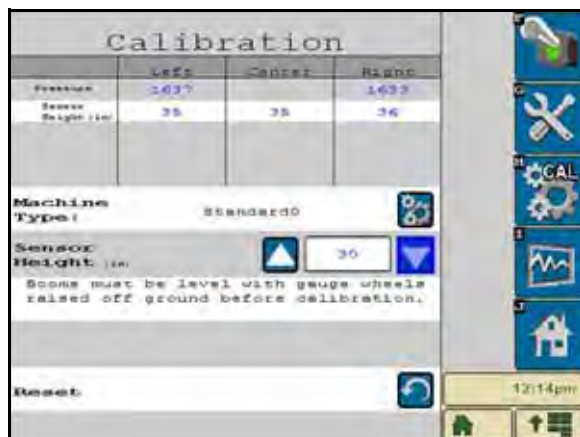 Calibration
Left Center Right
Pressure 1637 1633
Sensor
Height (in) 35 35 36
Machine
Type: Standard0
CAL
Sensor
Height (in) 30
Booms must be level with gauge wheels
raised off ground before calibration.
Reset
12:14pm